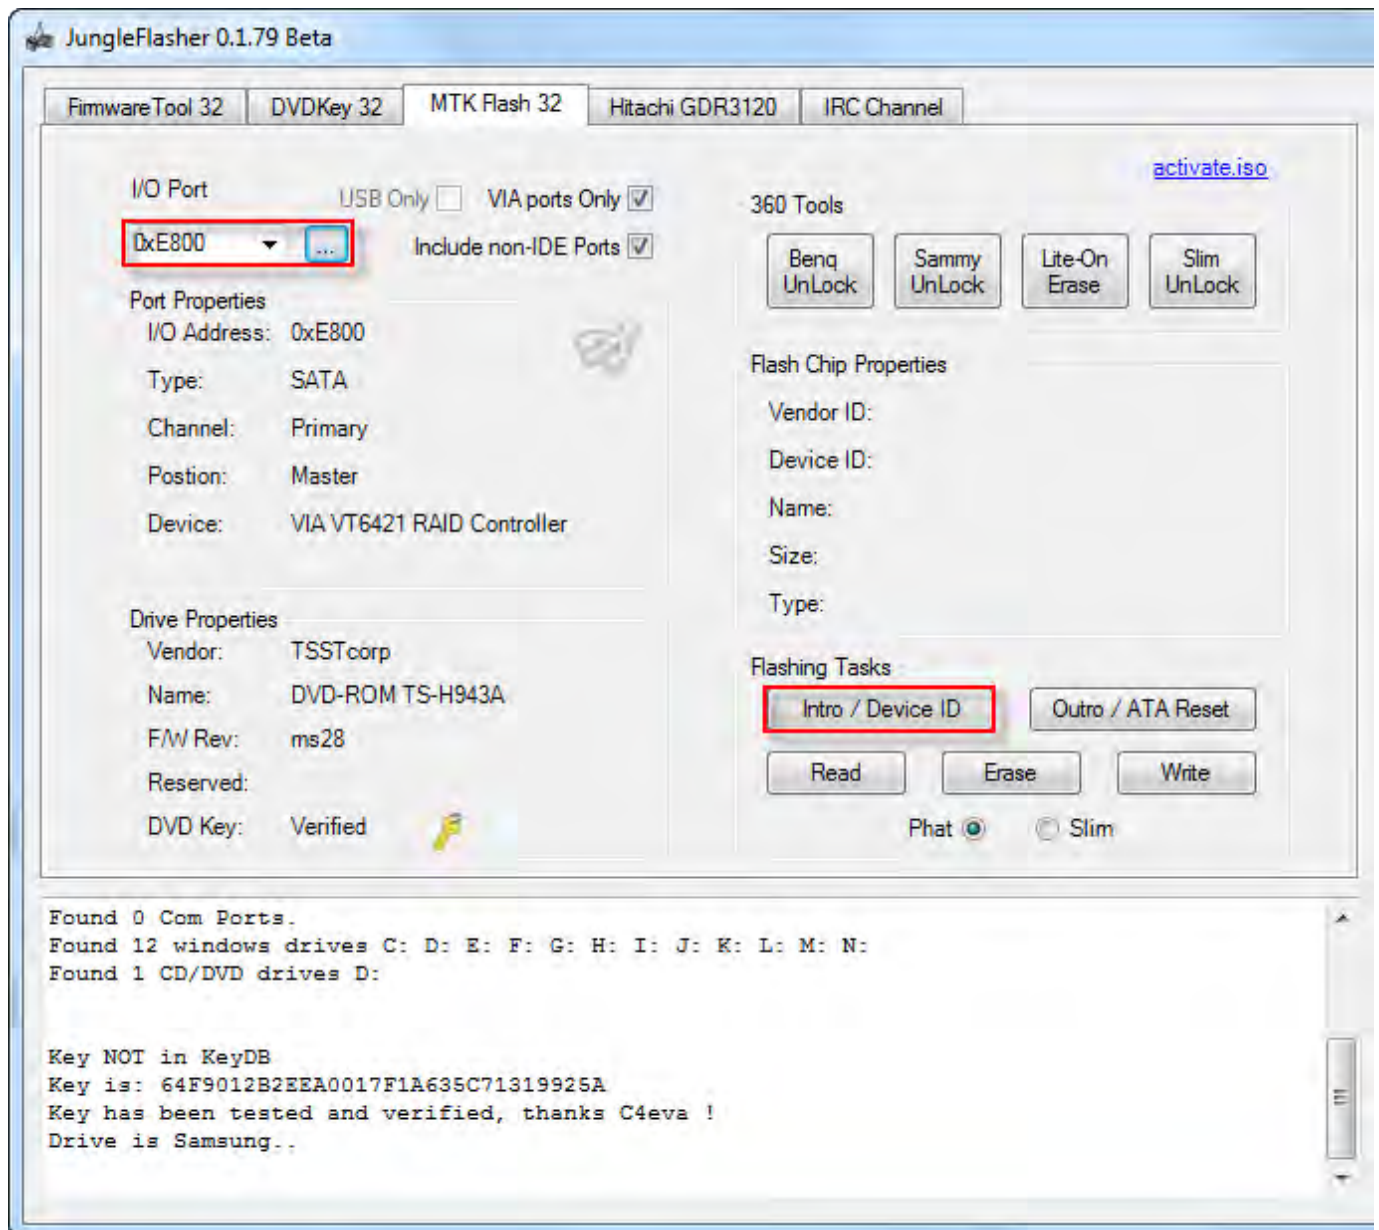 JungleFlasher 0.1.79 Beta
FirmwareTool 32
DVDKey 32
MTK Flash 32
Hitachi GDR3120
IRC Channel
activate.iso
I/O Port
USB Only
VIA ports Only
0xE800
...
Include non-IDE Ports
Port Properties
I/O Address: 0xE800
Type: SATA
Channel: Primary
Postion: Master
Device: VIA VT6421 RAID Controller
Drive Properties
Vendor: TSSTcorp
Name: DVD-ROM TS-H943A
F/W Rev: ms28
Reserved:
DVD Key: Verified
360 Tools
Benq
UnLock
Sammy
UnLock
Lite-On
Erase
Slim
UnLock
Flash Chip Properties
Vendor ID:
Device ID:
Name:
Size:
Type:
Flashing Tasks
Intro / Device ID
Outro / ATA Reset
Read
Erase
Write
Phat
Slim
Found 0 Com Ports.
Found 12 windows drives C: D: E: F: G: H: I: J: K: L: M: N:
Found 1 CD/DVD drives D:
Key NOT in KeyDB
Key is: 64F9012B2EEA0017F1A635C71319925A
Key has been tested and verified, thanks C4eva !
Drive is Samsung..